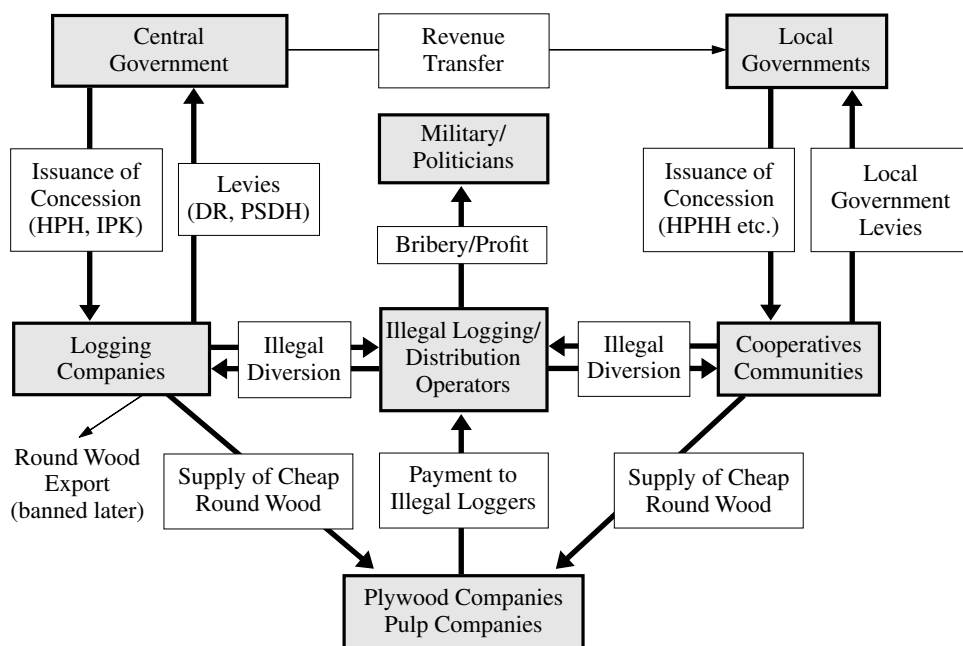 Central
Government
Revenue
Transfer
Local
Governments
Military/
Politicians
Issuance of
Concession
(HPH, IPK)
Levies
(DR, PSDH)
Bribery/Profit
Issuance of
Concession
(HPHH etc.)
Local
Government
Levies
Logging
Companies
Illegal
Diversion
Illegal Logging/
Distribution
Operators
Illegal
Diversion
Cooperatives
Communities
Round Wood
Export
(banned later)
Supply of Cheap
Round Wood
Payment to
Illegal Loggers
Supply of Cheap
Round Wood
Plywood Companies
Pulp Companies